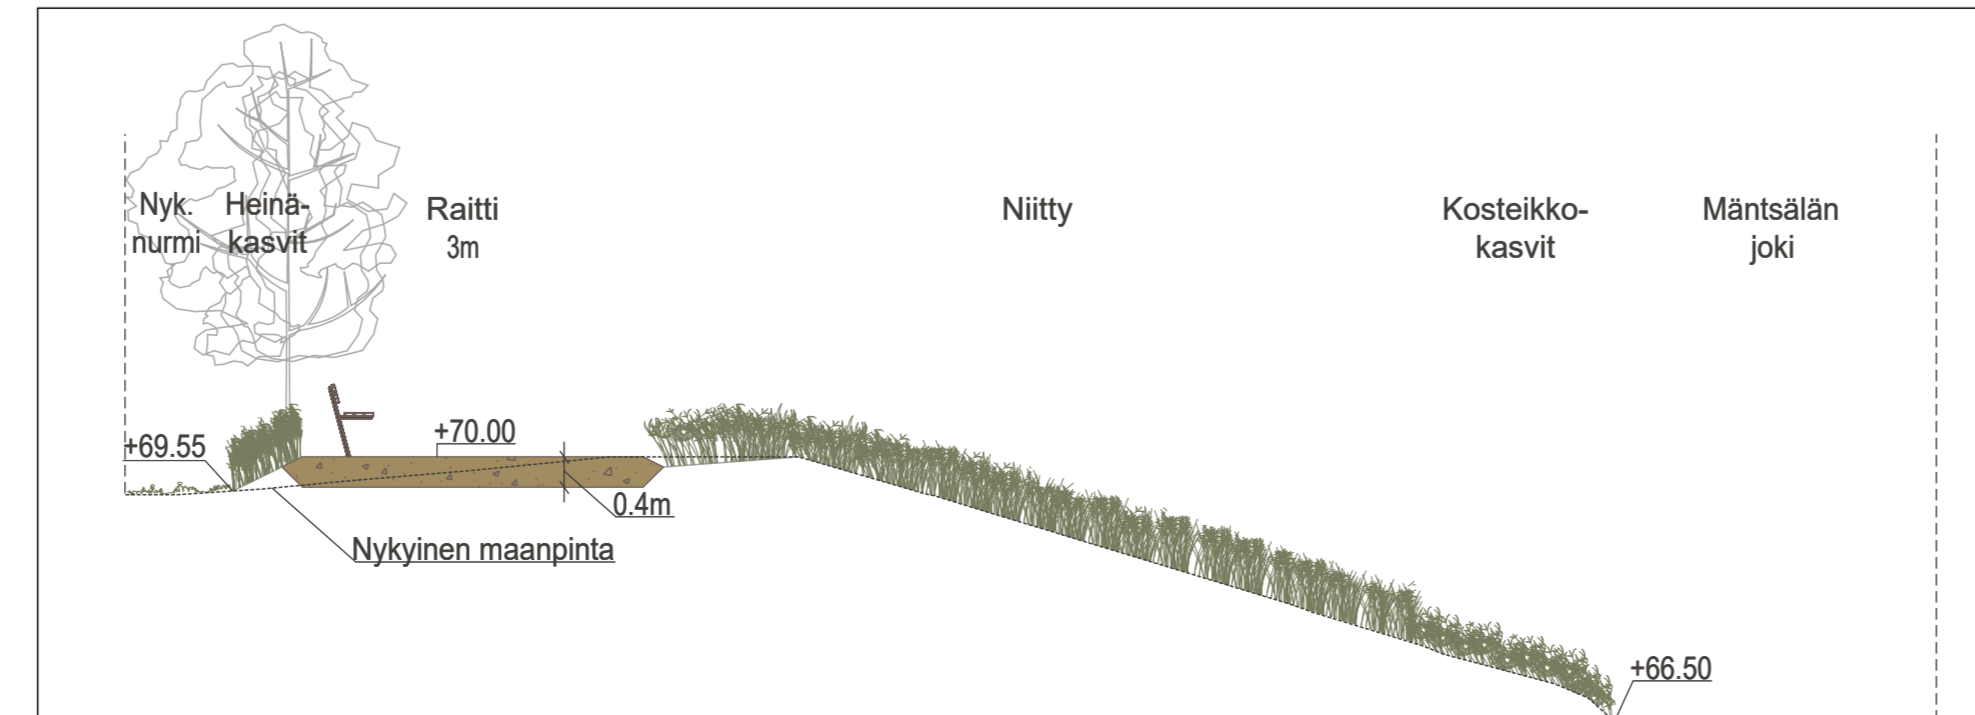 Nyk.
nurmi
Heinä-
kasvit
Raitti
3m
Niitty
Kosteikko-
kasvit
Mäntsälän
joki
+69.55
+70.00
0.4m
Nykyinen maanpinta
+66.50